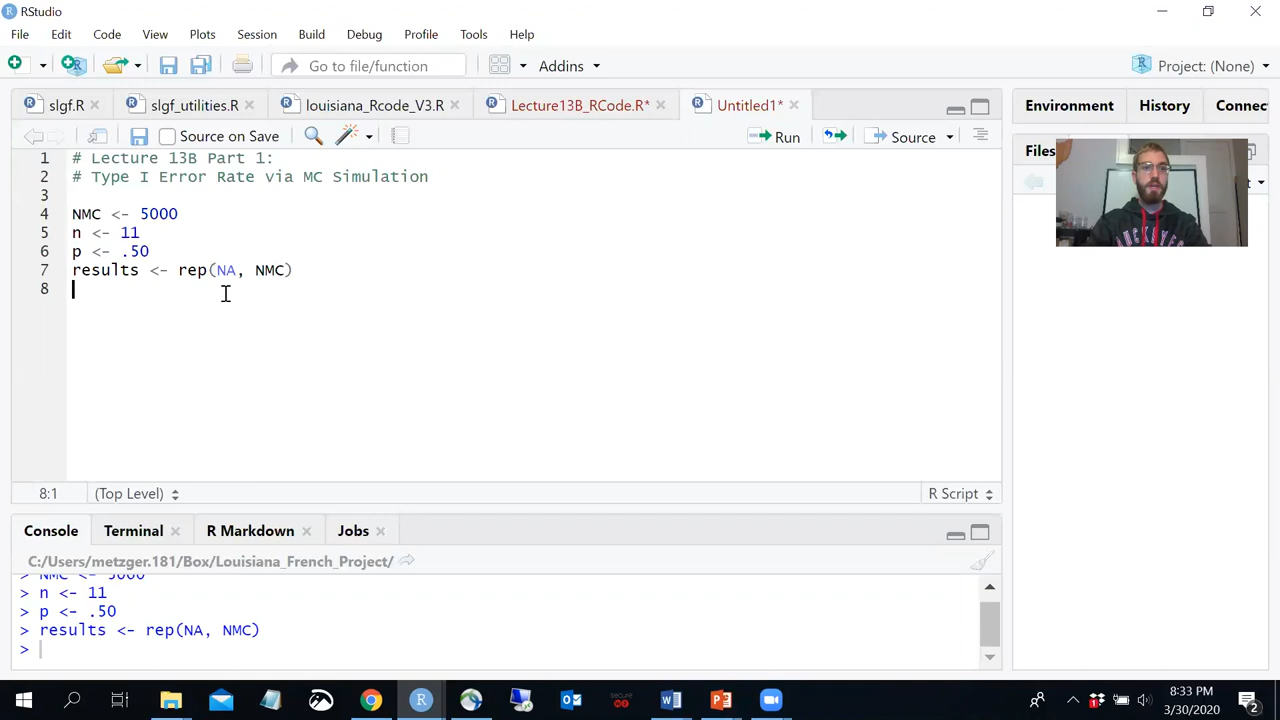 RStudio
File Edit Code View Plots Session Build Debug Profile Tools Help
Go to file/function Addins Project: (None)
slgf.R slgf_utilities.R louisiana_Rcode_V3.R Lecture13B_RCode.R* Untitled1* Environment History Connec
Source on Save Run Source Files
1 # Lecture 13B Part 1:
2 # Type I Error Rate via MC Simulation
3
4 NMC <- 5000
5 n <- 11
6 p <- .50
7 results <- rep(NA, NMC)
8
8:1 (Top Level) R Script
Console Terminal R Markdown Jobs
C:/Users/metzger.181/Box/Louisiana_French_Project/
> NMC <- 5000
> n <- 11
> p <- .50
> results <- rep(NA, NMC)
>
8:33 PM
3/30/2020
2